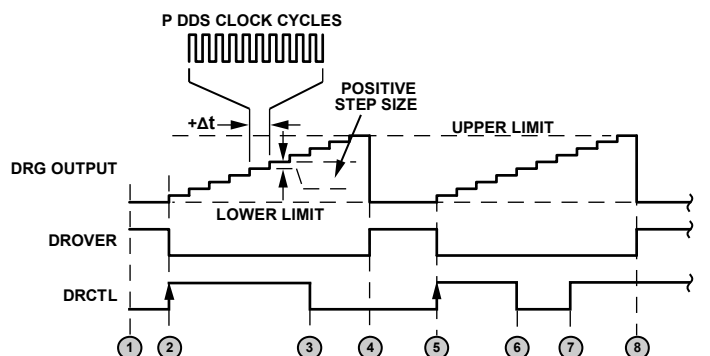 P DDS CLOCK CYCLES
POSITIVE
STEP SIZE
+Δt
UPPER LIMIT
DRG OUTPUT
LOWER LIMIT
DROVER
DRCTL
1 2 3 4 5 6 7 8